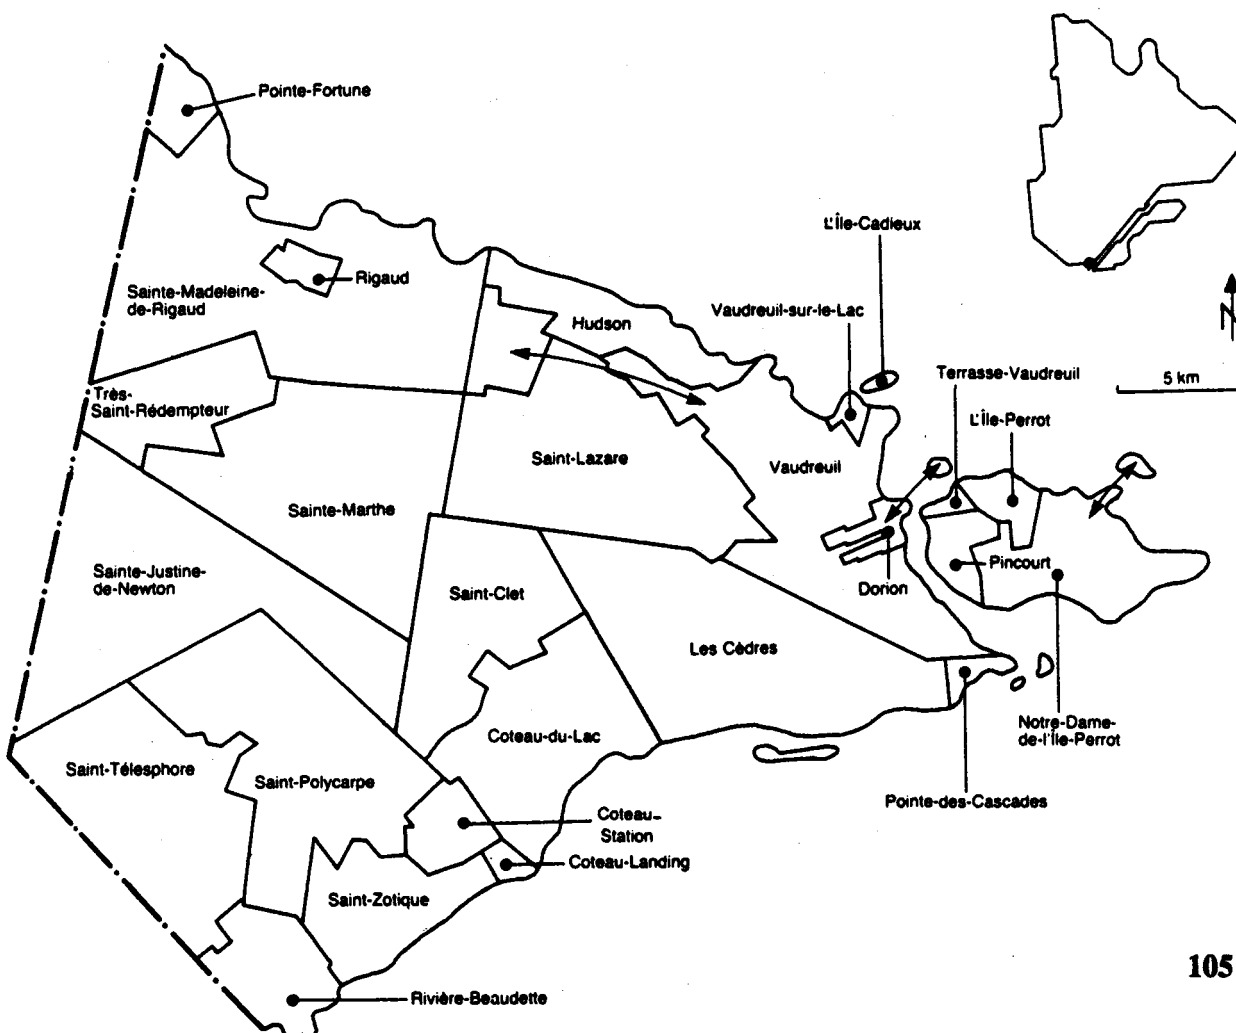 Pointe-Fortune
L'Île-Cadieux
Rigaud
Sainte-Madeleine-
de-Rigaud
Vaudreuil-sur-le-Lac
Hudson
N
Terrasse-Vaudreuil
5 km
Très-
Saint-Rédempteur
L'Île-Perrot
Saint-Lazare
Vaudreuil
Sainte-Marthe
Sainte-Justine-
de-Newton
Pincourt
Saint-Clet
Dorion
Les Cèdres
Notre-Dame-
de-l'Île-Perrot
Coteau-du-Lac
Saint-Télesphore
Saint-Polycarpe
Pointe-des-Cascades
Coteau-
Station
Coteau-Landing
Saint-Zotique
105
Rivière-Beaudette